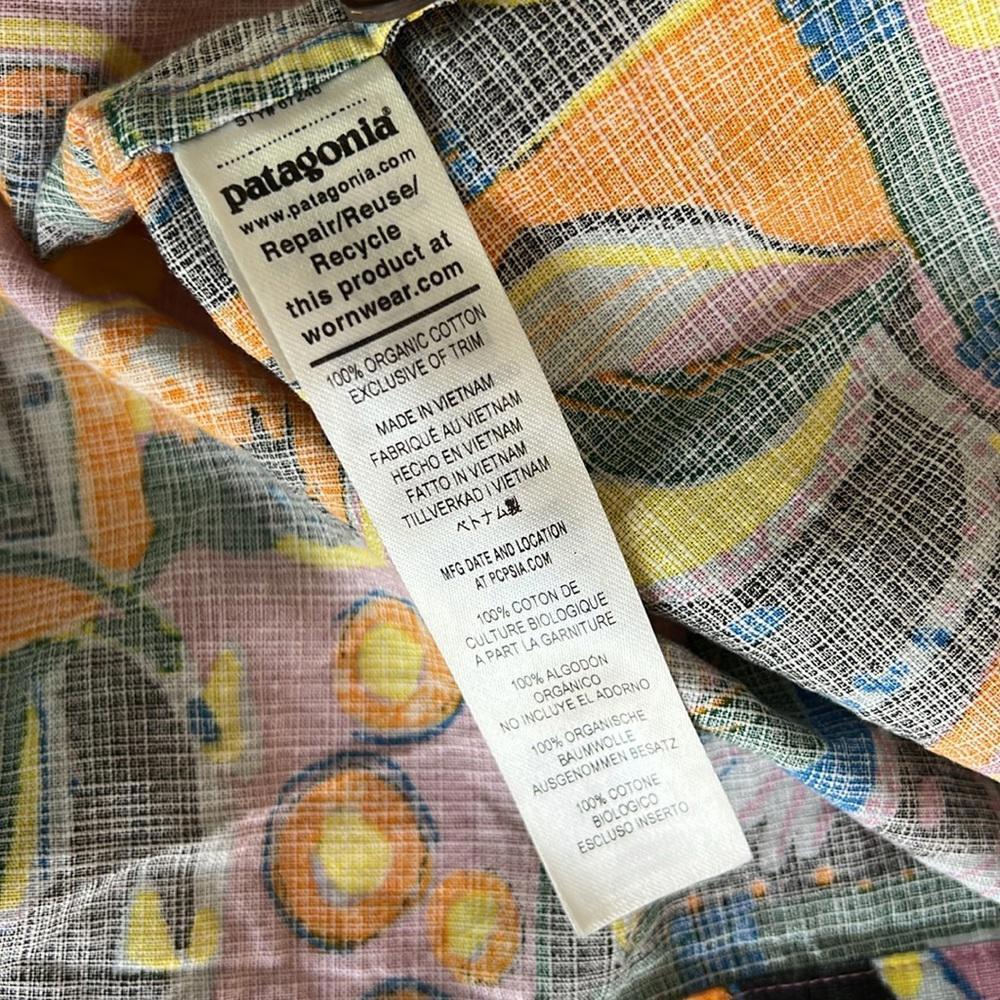 patagonia®
www.patagonia.com
Repair/Reuse/
Recycle
this product at
wornwear.com
100% ORGANIC COTTON
EXCLUSIVE OF TRIM
MADE IN VIETNAM
FABRIQUÉ AU VIETNAM
HECHO EN VIETNAM
FATTO IN VIETNAM
TILLVERKAD I VIETNAM
ベトナム製
MFG DATE AND LOCATION
AT PCPSIA.COM
100% COTON DE
CULTURE BIOLOGIQUE
A PART LA GARNITURE
100% ALGODÓN
ORGÁNICO
NO INCLUYE EL ADORNO
100% ORGANISCHE
BAUMWOLLE
AUSGENOMMEN BESATZ
100% COTONE
BIOLOGICO
ESCLUSO INSERTO